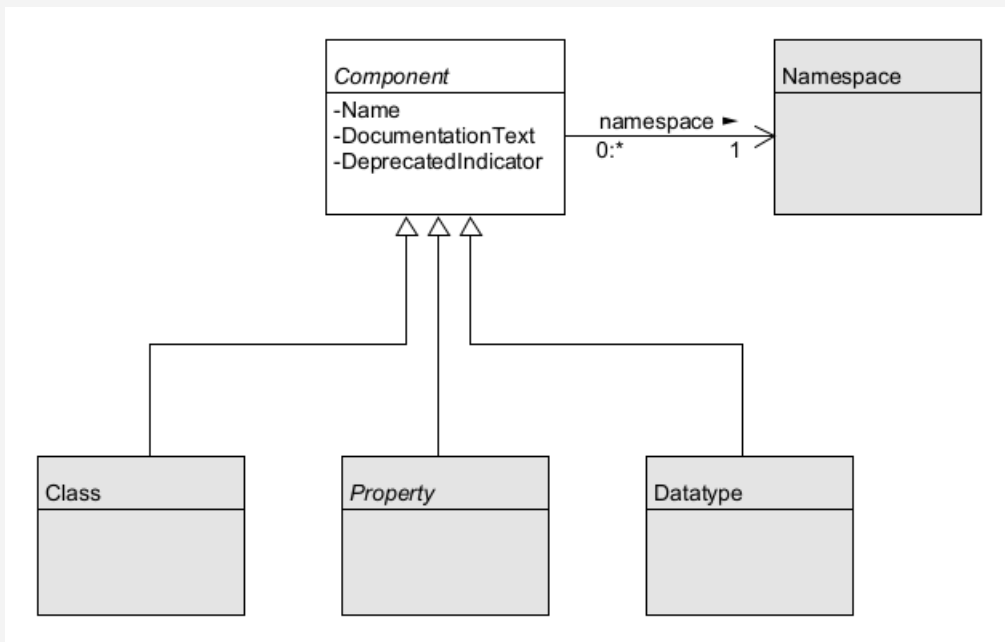 Component
-Name
-DocumentationText
-DeprecatedIndicator
namespace ►
0:* 1
Namespace
Class
Property
Datatype